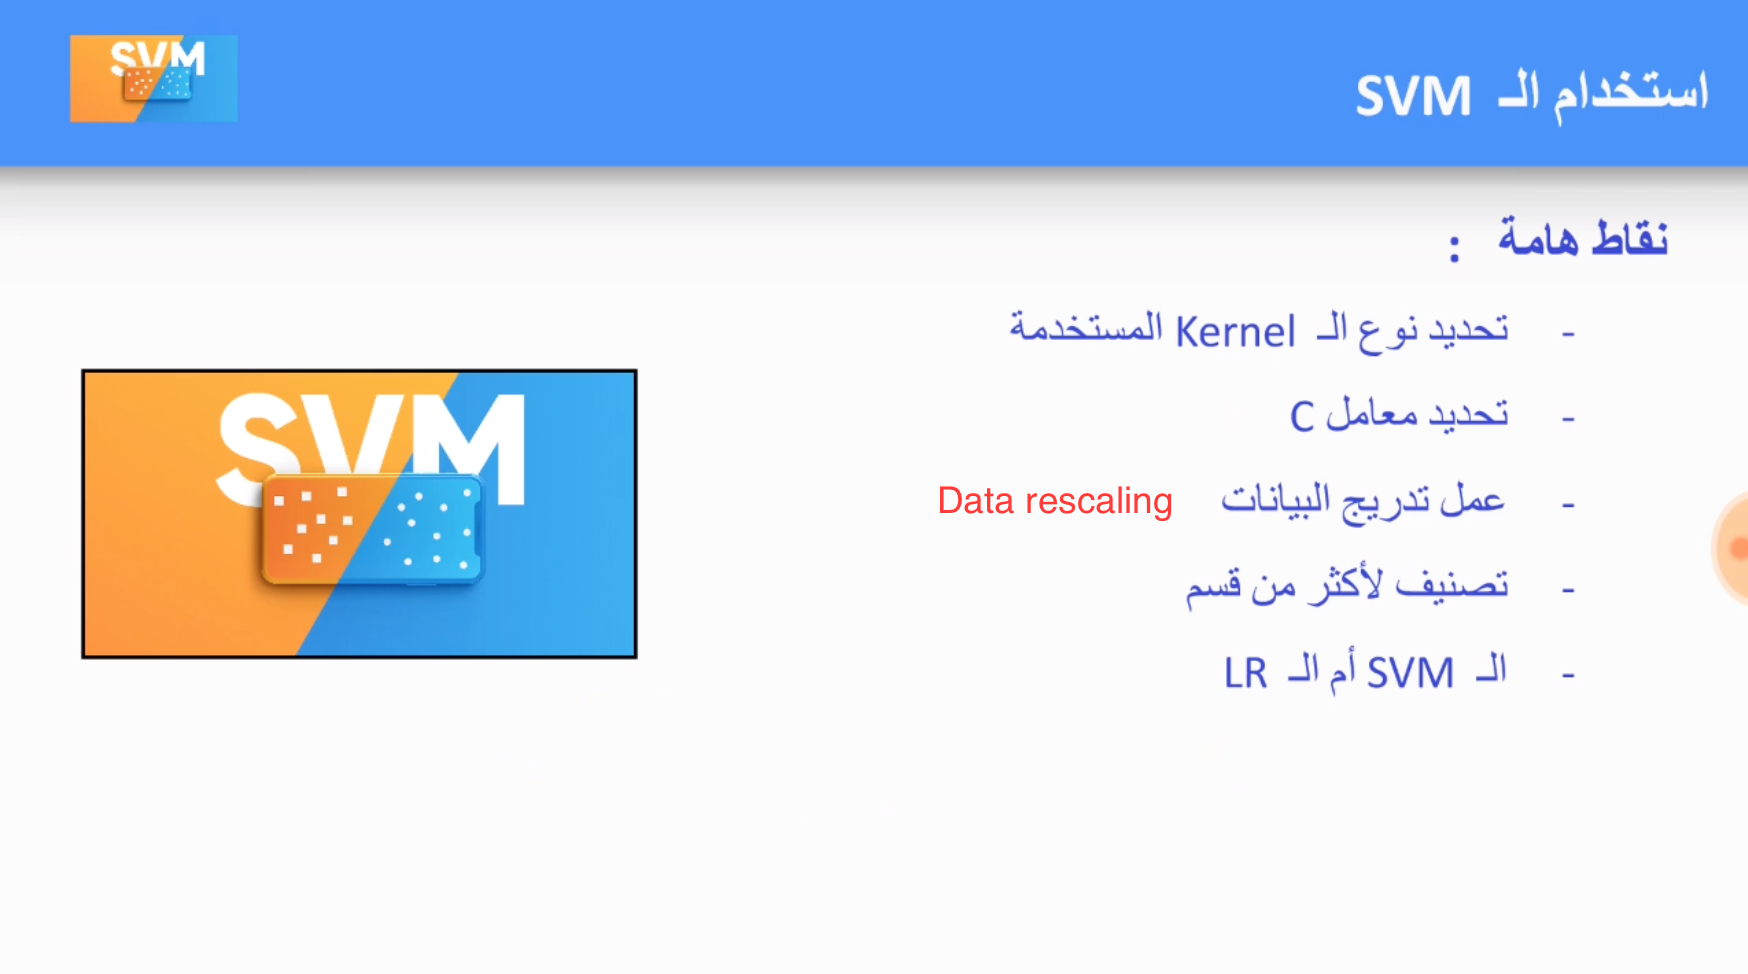 SVM
استخدام الـ SVM
نقاط هامة :
- تحديد نوع الـ Kernel المستخدمة
- تحديد معامل C
- عمل تدريج البيانات Data rescaling
- تصنيف لأكثر من قسم
- الـ SVM أم الـ LR
SVM